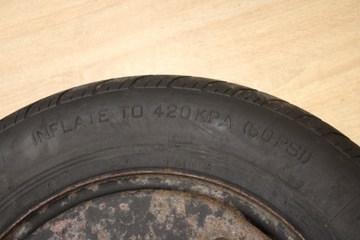 INFLATE TO 420 KPA (60 PSI)